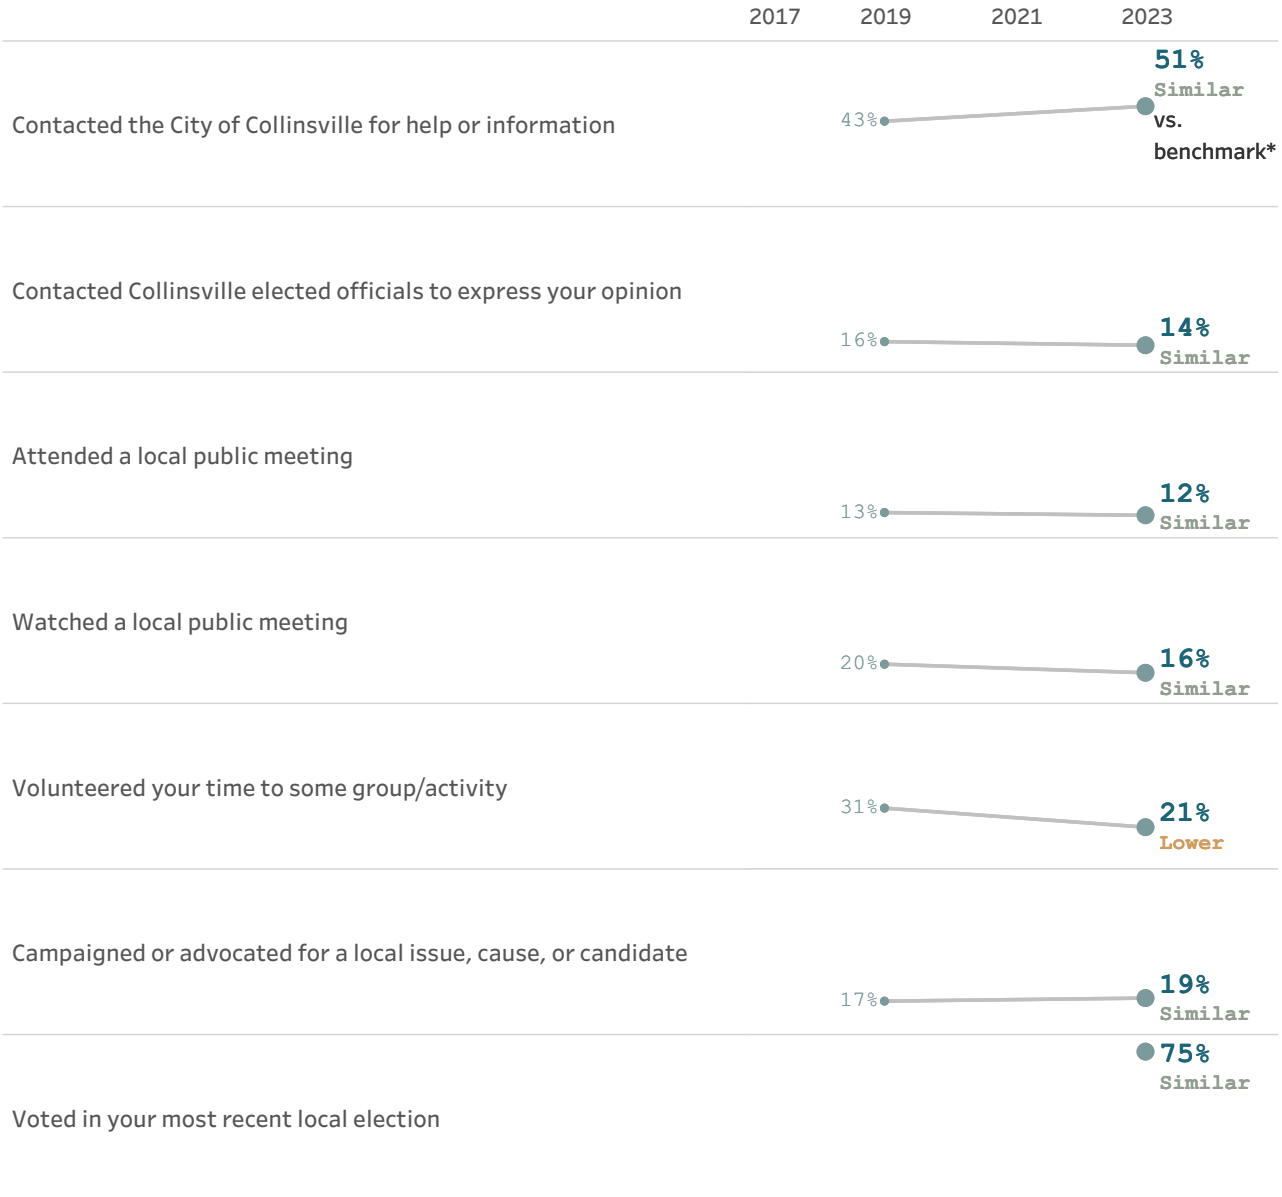 2017 2019 2021 2023
51%
Similar
Contacted the City of Collinsville for help or information 43% vs.
benchmark*
Contacted Collinsville elected officials to express your opinion
14%
16%
Similar
Attended a local public meeting
12%
13%
Similar
Watched a local public meeting
16%
20%
Similar
Volunteered your time to some group/activity
31%
21%
Lower
Campaigned or advocated for a local issue, cause, or candidate
19%
17%
Similar
75%
Similar
Voted in your most recent local election